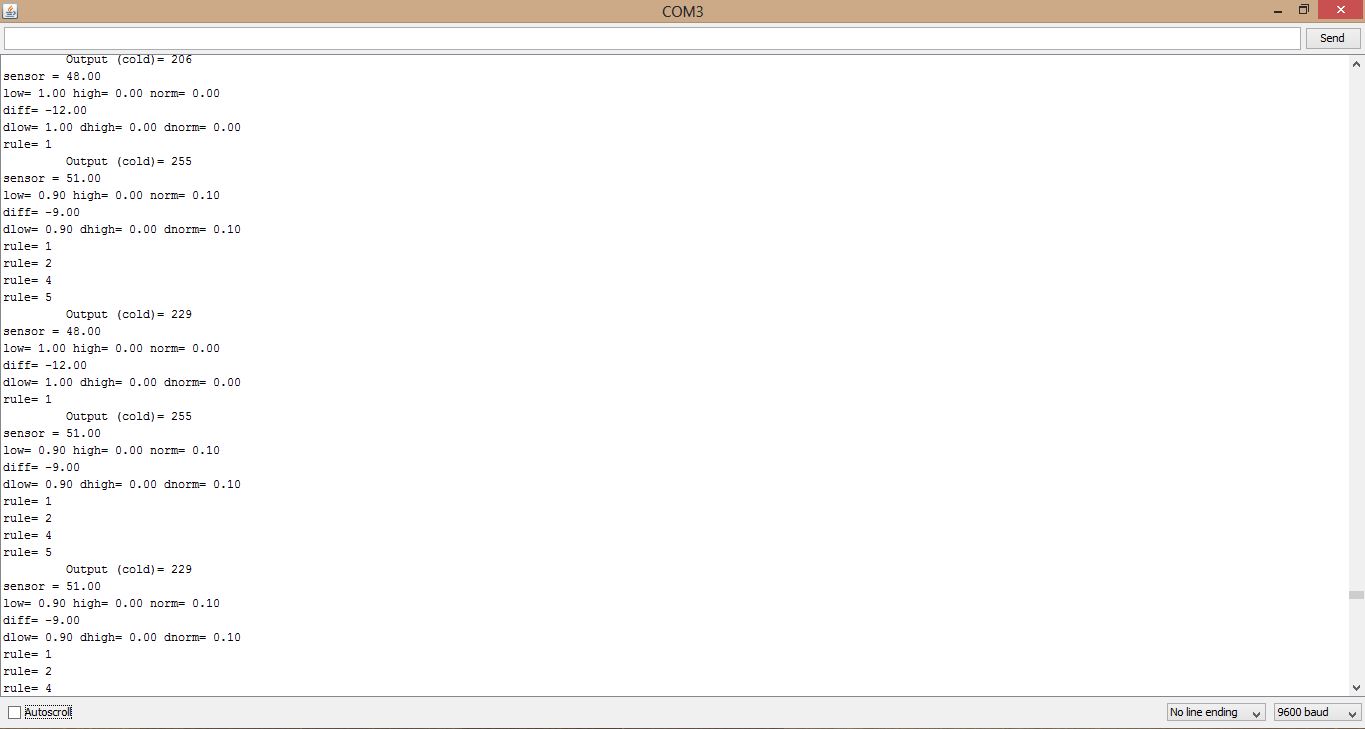 COM3
Send
Output (cold)= 206
sensor = 48.00
low= 1.00 high= 0.00 norm= 0.00
diff= -12.00
dlow= 1.00 dhigh= 0.00 dnorm= 0.00
rule= 1
Output (cold)= 255
sensor = 51.00
low= 0.90 high= 0.00 norm= 0.10
diff= -9.00
dlow= 0.90 dhigh= 0.00 dnorm= 0.10
rule= 1
rule= 2
rule= 4
rule= 5
Output (cold)= 229
sensor = 48.00
low= 1.00 high= 0.00 norm= 0.00
diff= -12.00
dlow= 1.00 dhigh= 0.00 dnorm= 0.00
rule= 1
Output (cold)= 255
sensor = 51.00
low= 0.90 high= 0.00 norm= 0.10
diff= -9.00
dlow= 0.90 dhigh= 0.00 dnorm= 0.10
rule= 1
rule= 2
rule= 4
rule= 5
Output (cold)= 229
sensor = 51.00
low= 0.90 high= 0.00 norm= 0.10
diff= -9.00
dlow= 0.90 dhigh= 0.00 dnorm= 0.10
rule= 1
rule= 2
rule= 4
Autoscroll
No line ending
9600 baud